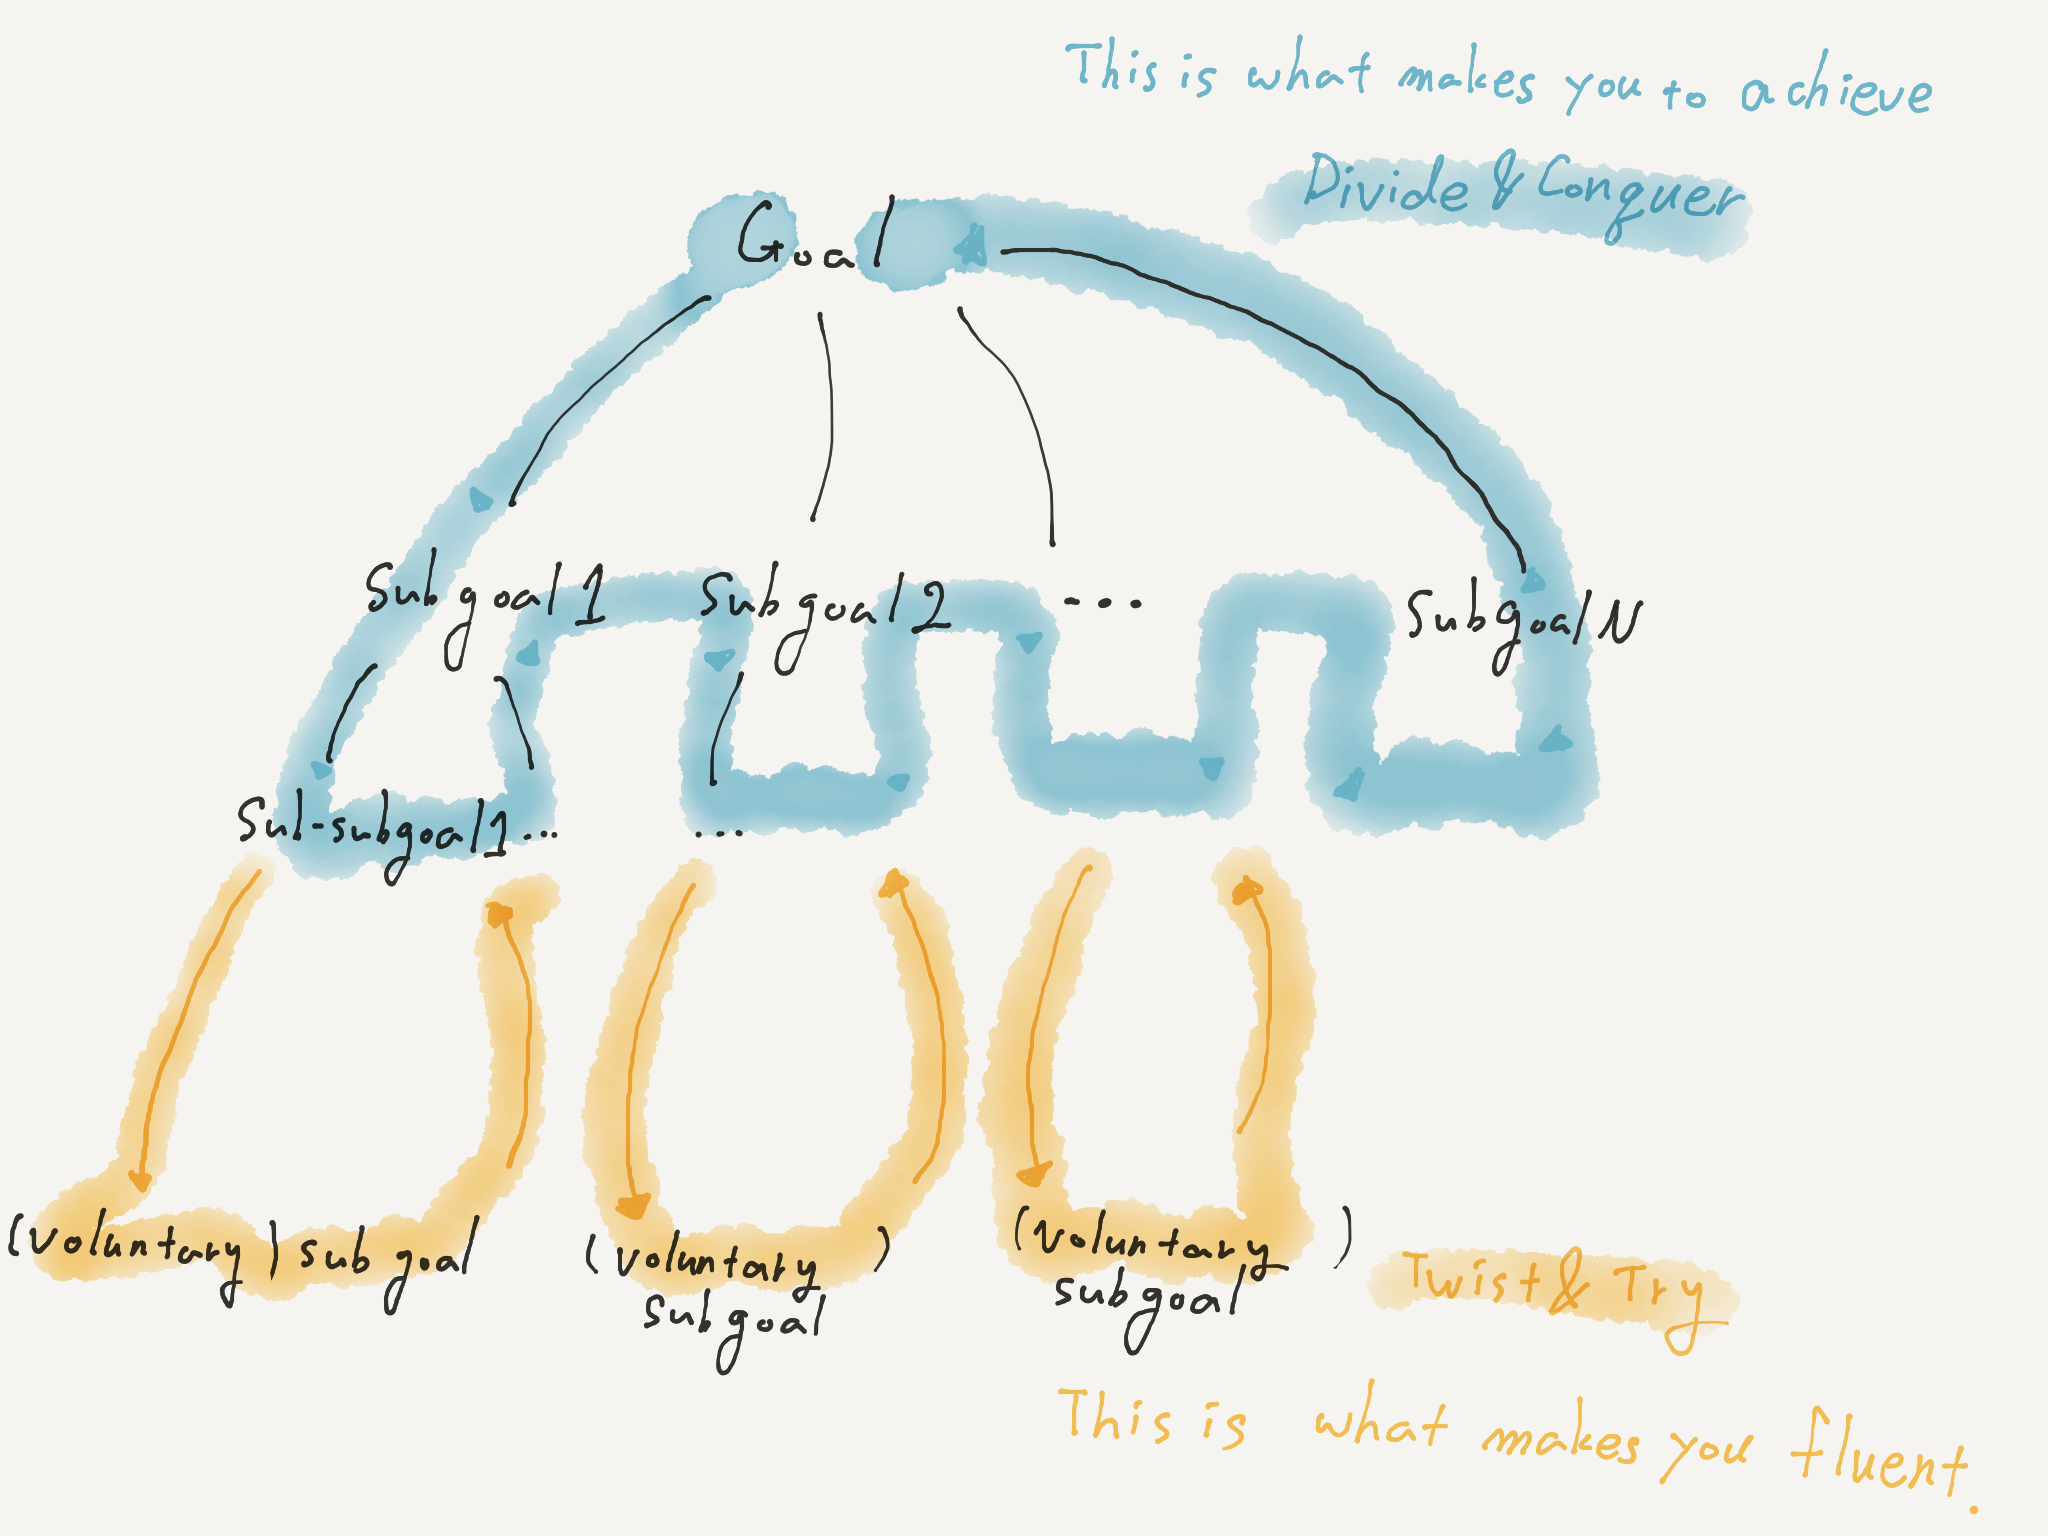 This is what makes you to achieve
Divide & Conquer
Goal
Subgoal 1 Subgoal 2 ... Subgoal N
Sub-subgoal 1 ... ...
(voluntary) subgoal
(voluntary)
subgoal
(voluntary)
subgoal
Twist & Try
This is what makes you fluent.